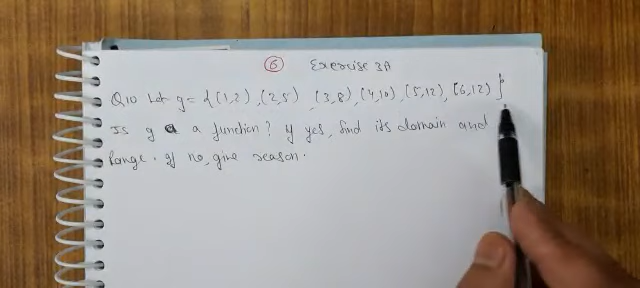 6 Exercise 3A
Q10 Let g = { (1,2), (2,5), (3,8), (4,10), (5,12), (6,12) }
Is g a function? If yes, find its domain and
Range. If no, give reason.